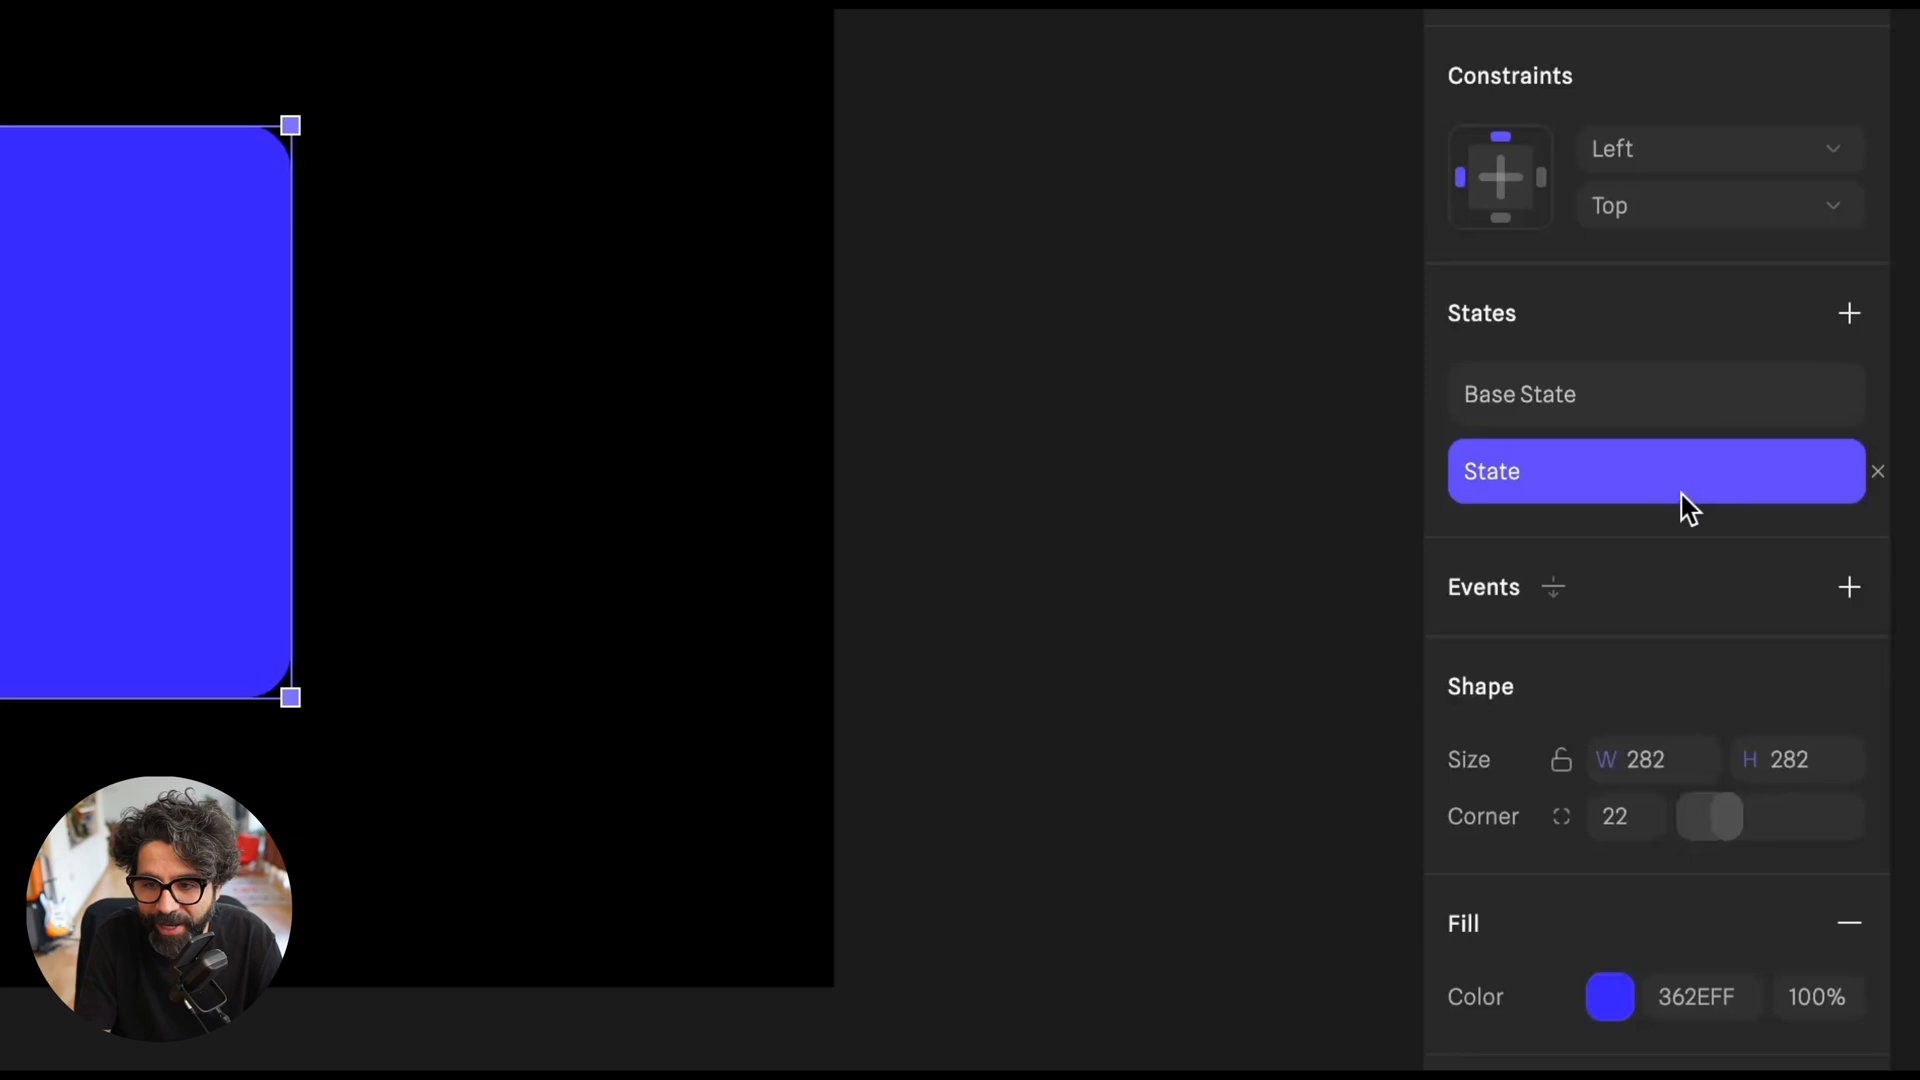 Constraints
Left
Top
States
Base State
State
Events
Shape
Size W 282 H 282
Corner 22
Fill
Color 362EFF 100%